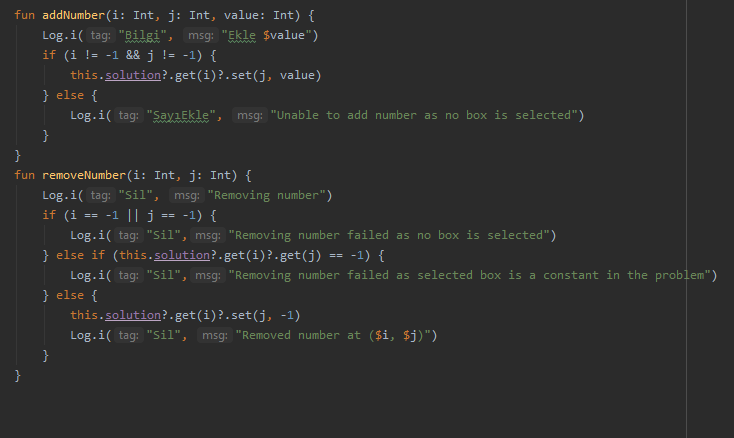 fun addNumber(i: Int, j: Int, value: Int) {
    Log.i( tag: "Bilgi", msg: "Ekle $value")
    if (i != -1 && j != -1) {
        this.solution?.get(i)?.set(j, value)
    } else {
        Log.i( tag: "SayıEkle", msg: "Unable to add number as no box is selected")
    }
}
fun removeNumber(i: Int, j: Int) {
    Log.i( tag: "Sil", msg: "Removing number")
    if (i == -1 || j == -1) {
        Log.i( tag: "Sil", msg: "Removing number failed as no box is selected")
    } else if (this.solution?.get(i)?.get(j) == -1) {
        Log.i( tag: "Sil", msg: "Removing number failed as selected box is a constant in the problem")
    } else {
        this.solution?.get(i)?.set(j, -1)
        Log.i( tag: "Sil", msg: "Removed number at ($i, $j)")
    }
}